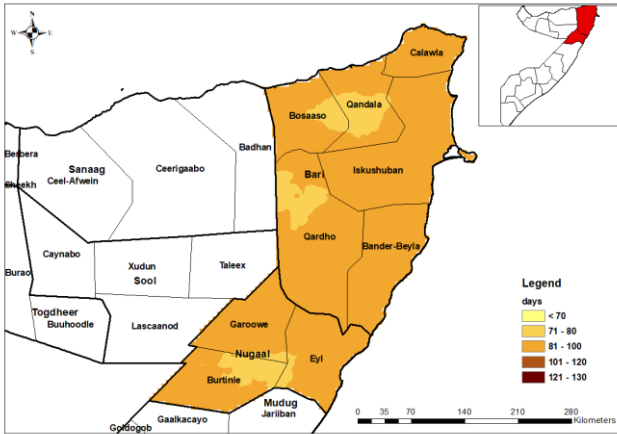 N
W E
S
Calawla
Qandala
Bosaaso
Badhan
Berbera
Sanaag
Ceerigaabo
Bari
Iskushuban
Sheekh
Ceel-Afwein
Qardho
Bander-Beyla
Caynabo
Taleex
Burao
Xudun
Sool
Togdheer
Buuhoodle
Lascaanod
Garoowe
Nugaal
Eyl
Burtinle
Mudug
Jariiban
Gaalkacayo
Goldogob
Legend
days
< 70
71 - 80
81 - 100
101 - 120
121 - 130
0 35 70 140 210 280
Kilometers